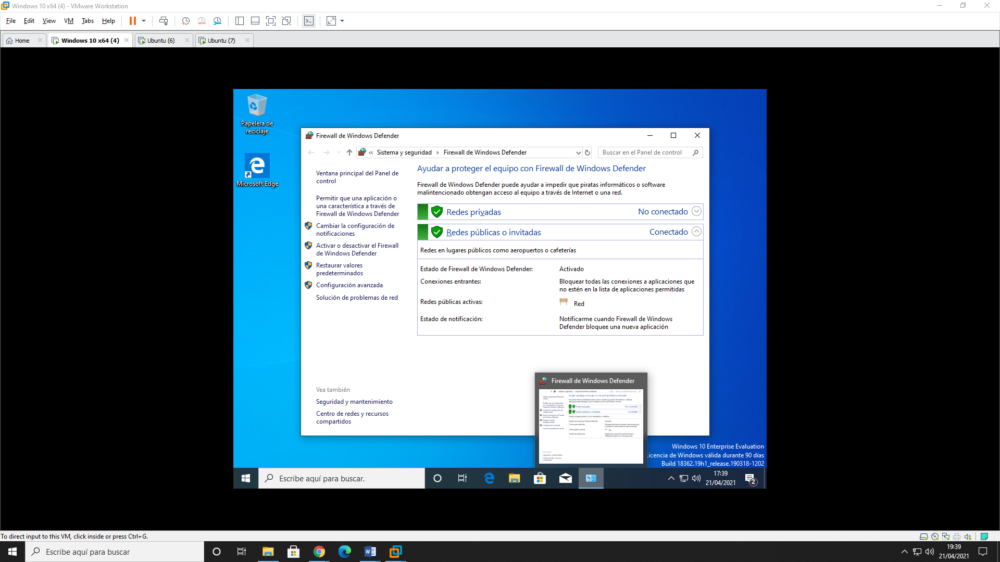 Windows 10 x64 (4) - VMware Workstation
File Edit View VM Tabs Help
Home
Windows 10 x64 (4)
Ubuntu (6)
Ubuntu (7)
Papelera de
reciclaje
Microsoft Edge
Firewall de Windows Defender
« Sistema y seguridad › Firewall de Windows Defender
Buscar en el Panel de control
Ventana principal del Panel de
control
Permitir que una aplicación o
una característica a través de
Firewall de Windows Defender
Cambiar la configuración de
notificaciones
Activar o desactivar el Firewall
de Windows Defender
Restaurar valores
predeterminados
Configuración avanzada
Solución de problemas de red
Vea también
Seguridad y mantenimiento
Centro de redes y recursos
compartidos
Ayudar a proteger el equipo con Firewall de Windows Defender
Firewall de Windows Defender puede ayudar a impedir que piratas informáticos o software
malintencionado obtengan acceso al equipo a través de Internet o una red.
Redes privadas No conectado
Redes públicas o invitadas Conectado
Redes en lugares públicos como aeropuertos o cafeterías
Estado de Firewall de Windows Defender: Activado
Conexiones entrantes: Bloquear todas las conexiones a aplicaciones que
no estén en la lista de aplicaciones permitidas
Redes públicas activas: Red
Estado de notificación: Notificarme cuando Firewall de Windows
Defender bloquee una nueva aplicación
Firewall de Windows Defender
Windows 10 Enterprise Evaluation
licencia de Windows válida durante 90 días
Build 18362.19h1_release.190318-1202
Escribe aquí para buscar.
17:39
21/04/2021
2
To direct input to this VM, click inside or press Ctrl+G.
Escribe aquí para buscar
19:39
21/04/2021